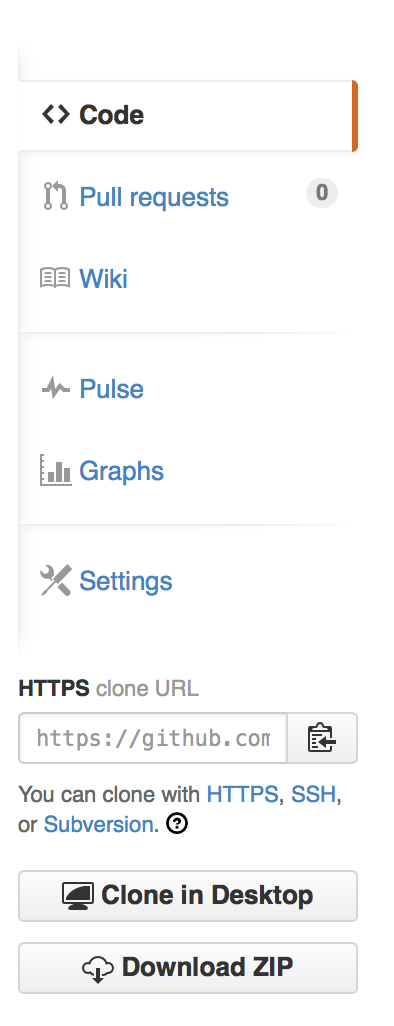 Code
Pull requests 0
Wiki
Pulse
Graphs
Settings
HTTPS clone URL
https://github.com
You can clone with HTTPS, SSH,
or Subversion. ?
Clone in Desktop
Download ZIP